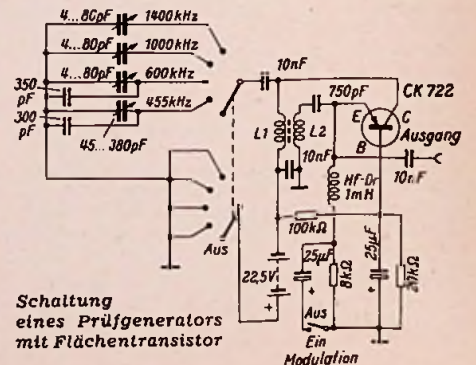 4...80pF 1400kHz
4...80pF 1000kHz
4...80pF 600kHz
350 pF
455kHz
300 pF
45...380pF
10nF
750pF
CK 722
E
C
B
L1
L2
Ausgang
10nF
10nF
Hf-Dr
1mH
100kΩ
Aus
25µF
25µF
8kΩ
22,5V
+
+
+
Aus
Ein
Modulation
Schaltung
eines Prüfgenerators
mit Flächentransistor